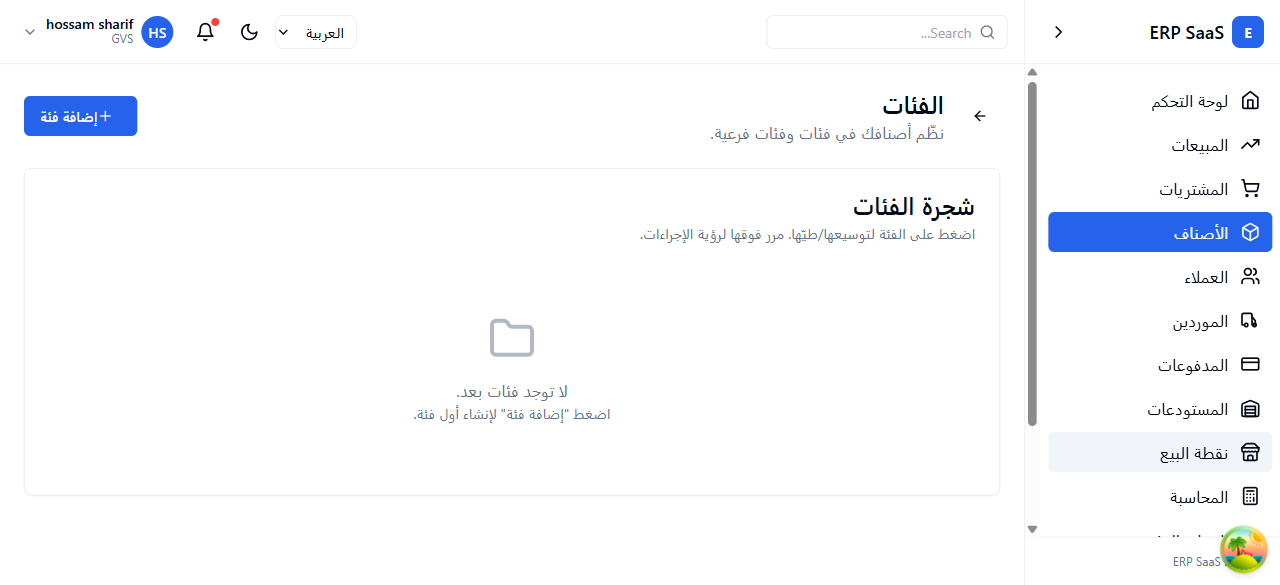 E
ERP SaaS
Search...
العربية
HS
hossam sharif
GVS
لوحة التحكم
المبيعات
المشتريات
الأصناف
العملاء
الموردين
المدفوعات
المستودعات
نقطة البيع
المحاسبة
ERP SaaS
الفئات
نظّم أصنافك في فئات وفئات فرعية.
إضافة فئة
شجرة الفئات
اضغط على الفئة لتوسيعها/طيّها. مرر فوقها لرؤية الإجراءات.
لا توجد فئات بعد.
اضغط "إضافة فئة" لإنشاء أول فئة.